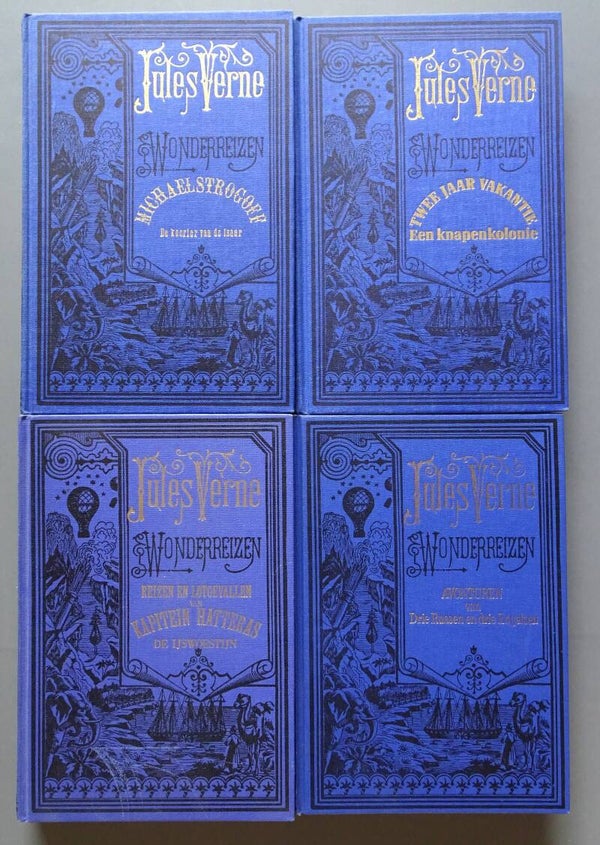 Jules Verne
Wonderreizen
MICHAEL STROGOFF
De koerier van de tsaar
Jules Verne
Wonderreizen
TWEE JAAR VAKANTIE
Een knapenkolonie
Jules Verne
Wonderreizen
REIZEN EN LOTGEVALLEN
van
KAPITEIN HATTERAS
DE IJSWOESTIJN
Jules Verne
Wonderreizen
AVONTUREN
van
Drie Russen en drie Engelsen